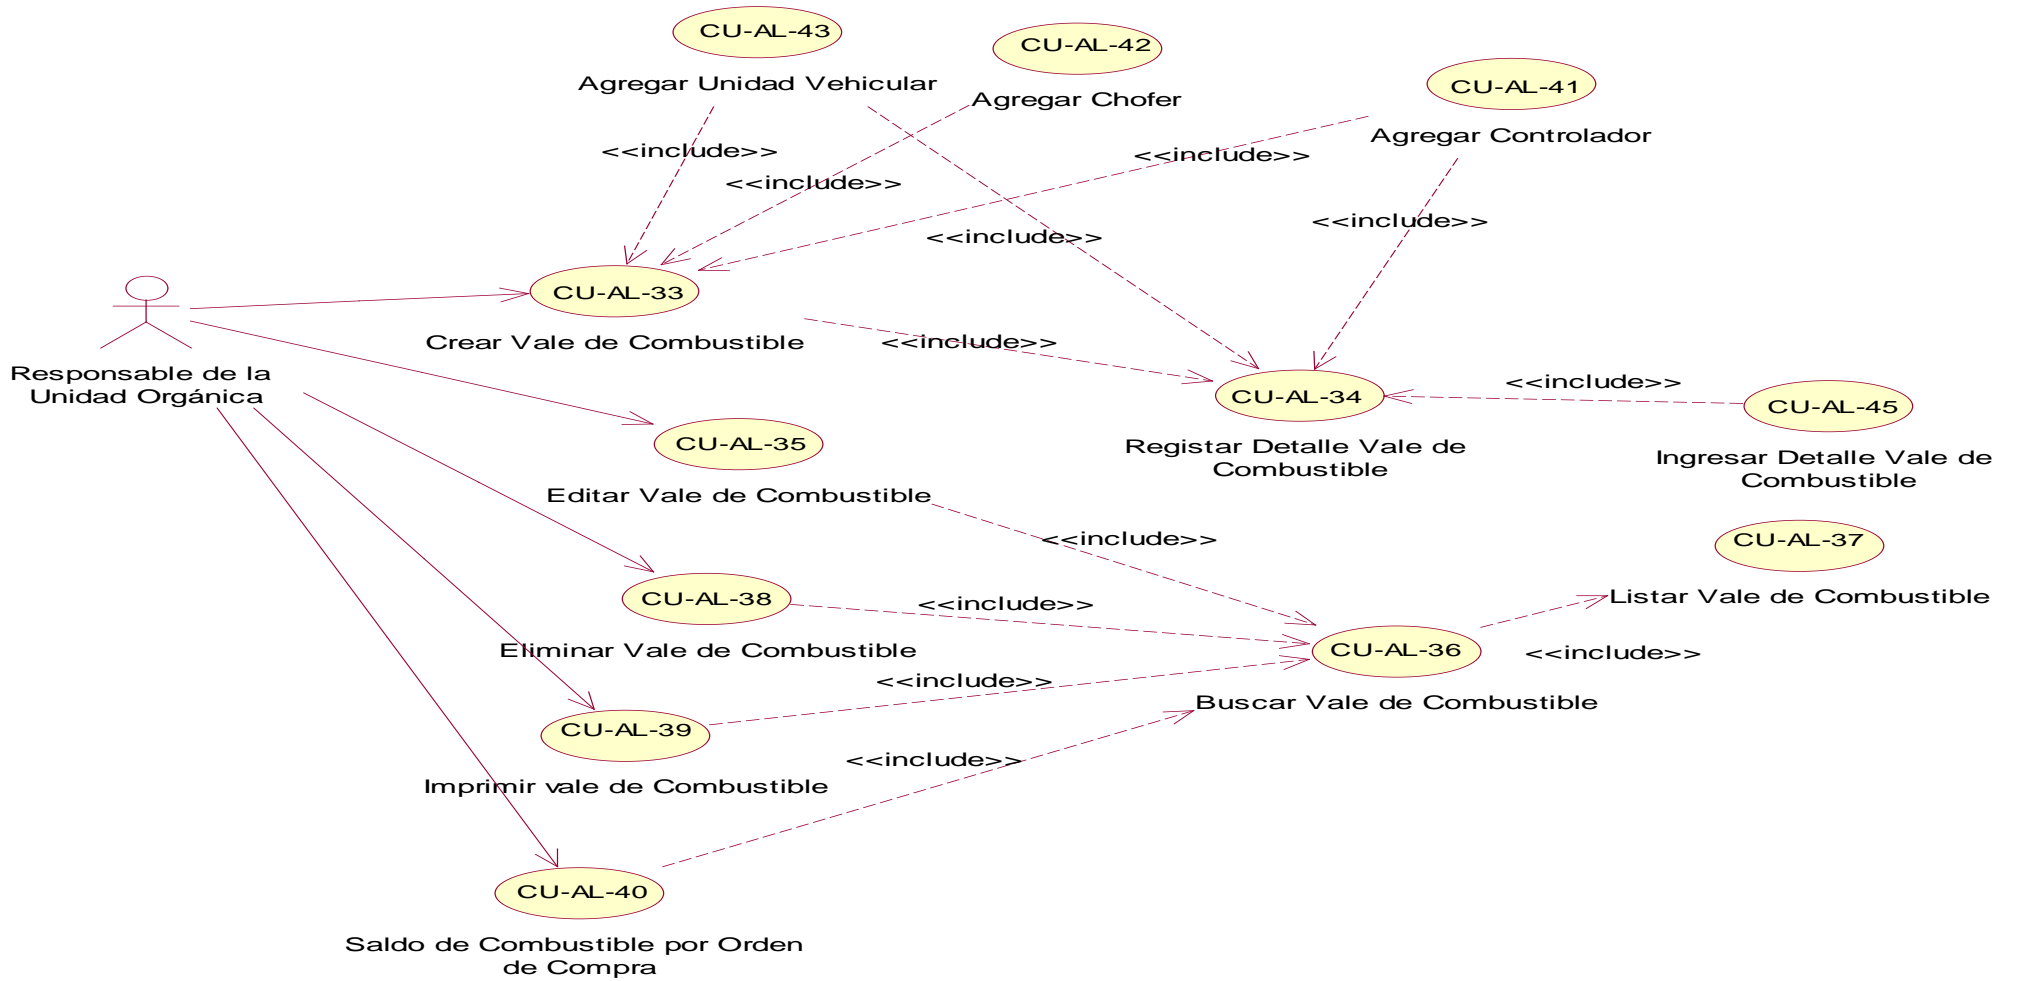 CU-AL-43
Agregar Unidad Vehicular
CU-AL-42
Agregar Chofer
CU-AL-41
Agregar Controlador
<<include>>
<<include>>
<<include>>
<<include>>
<<include>>
CU-AL-33
Crear Vale de Combustible
<<include>>
Responsable de la
Unidad Orgánica
CU-AL-34
Registar Detalle Vale de
Combustible
<<include>>
CU-AL-45
Ingresar Detalle Vale de
Combustible
CU-AL-35
Editar Vale de Combustible
<<include>>
CU-AL-37
Listar Vale de Combustible
CU-AL-38
Eliminar Vale de Combustible
<<include>>
CU-AL-36
Buscar Vale de Combustible
<<include>>
<<include>>
CU-AL-39
Imprimir vale de Combustible
<<include>>
CU-AL-40
Saldo de Combustible por Orden
de Compra